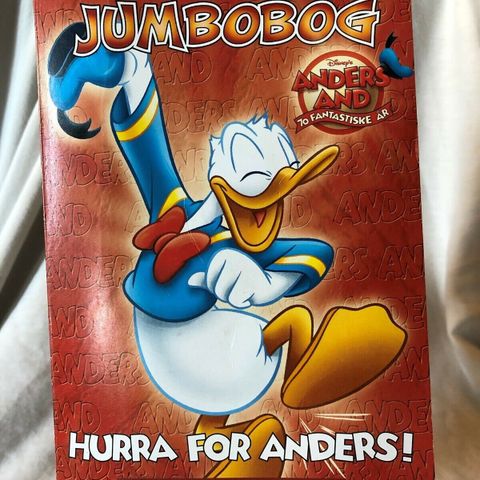 JUMBOBOG
Disney's
ANDERS
AND
70 FANTASTISKE ÅR
HURRA FOR ANDERS!